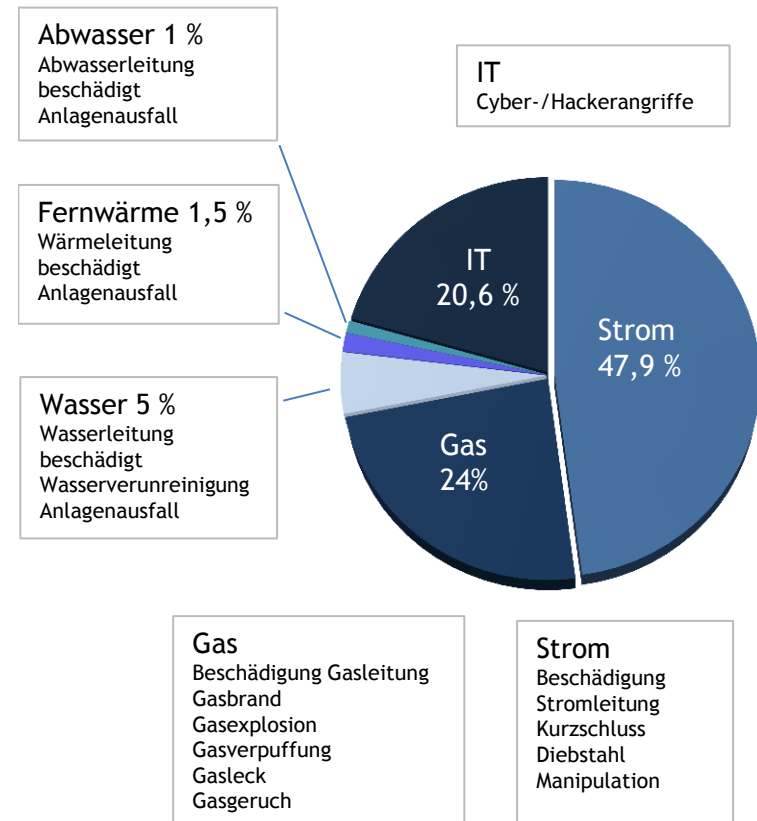 Abwasser 1 %
Abwasserleitung
beschädigt
Anlagenausfall
IT
Cyber-/Hackerangriffe
Fernwärme 1,5 %
Wärmeleitung
beschädigt
Anlagenausfall
IT
20,6 %
Strom
47,9 %
Wasser 5 %
Wasserleitung
beschädigt
Wasserverunreinigung
Anlagenausfall
Gas
24%
Gas
Beschädigung Gasleitung
Gasbrand
Gasexplosion
Gasverpuffung
Gasleck
Gasgeruch
Strom
Beschädigung
Stromleitung
Kurzschluss
Diebstahl
Manipulation